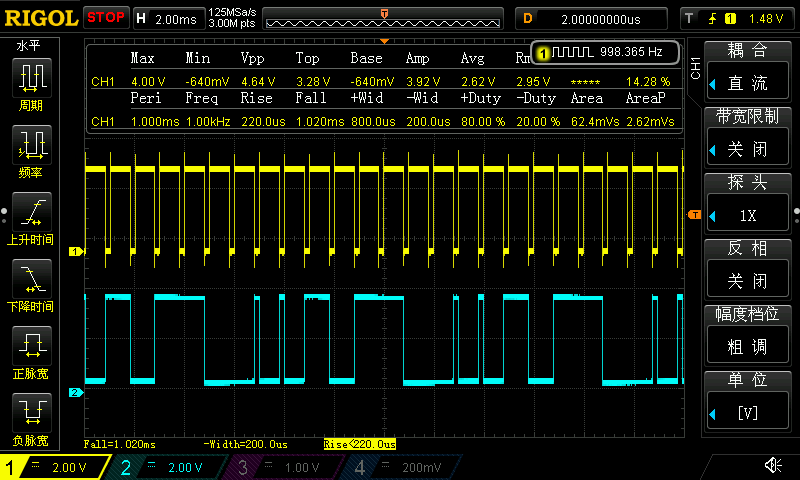 RIGOL STOP H 2.00ms 125MSa/s 3.00M pts T D 2.00000000us T 1 1.48 V
水平
周期
频率
上升时间
下降时间
正脉宽
负脉宽
1 998.365 Hz
Max Min Vpp Top Base Amp Avg
CH1 4.00 V -640mV 4.64 V 3.28 V -640mV 3.92 V 2.62 V 2.95 V ***** 14.28 %
Peri Freq Rise Fall +Wid -Wid +Duty -Duty Area AreaP
CH1 1.000ms 1.00kHz 220.0us 1.020ms 800.0us 200.0us 80.00 % 20.00 % 62.4mVs 2.62mVs
1
2
T
Fall=1.020ms -Width=200.0us Rise<220.0us
CH1
耦合
直流
带宽限制
关闭
探头
1X
反相
关闭
幅度档位
粗调
单位
[V]
1 2.00 V 2 2.00 V 3 1.00 V 4 200mV